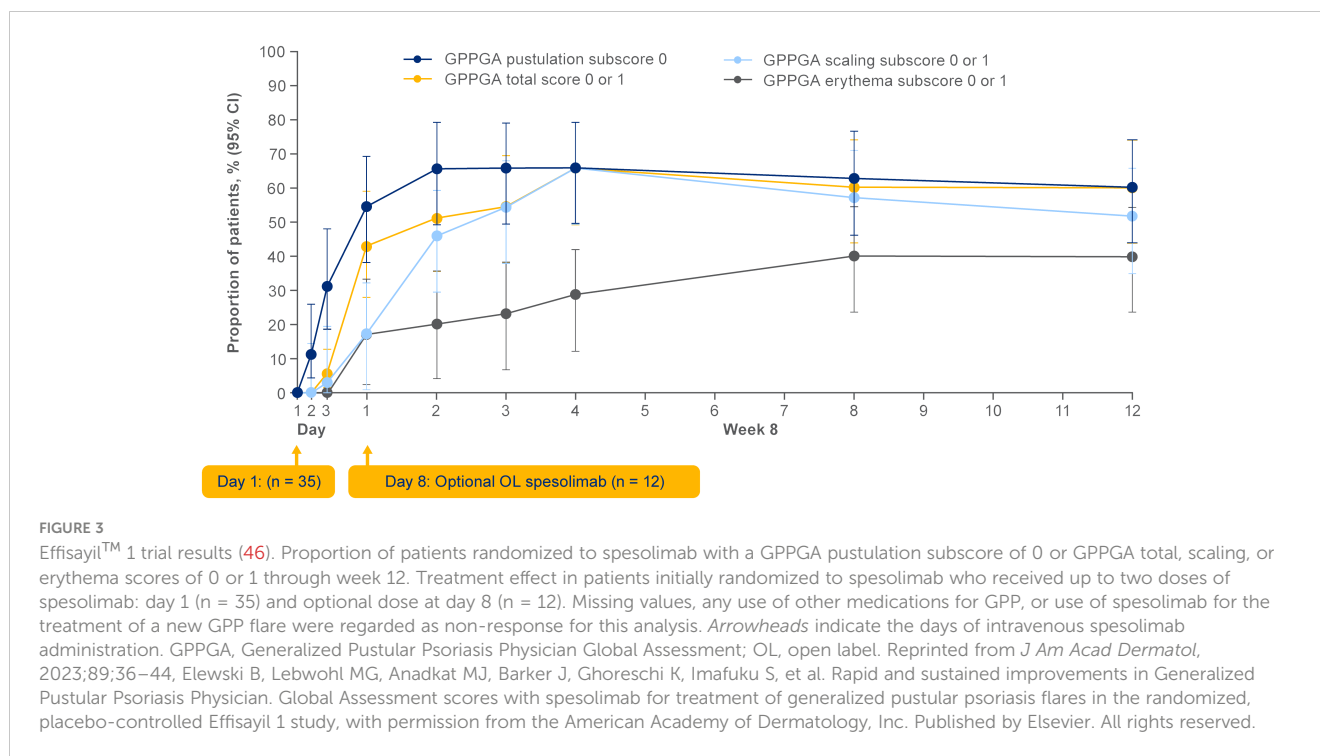 Proportion of patients, % (95% CI)
100
90
80
70
60
50
40
30
20
10
0
GPPGA pustulation subscore 0
GPPGA total score 0 or 1
GPPGA scaling subscore 0 or 1
GPPGA erythema subscore 0 or 1
1 2 3 1 2 3 4 5 6 7 8 9 10 11 12
Day Week 8
Day 1: (n = 35) Day 8: Optional OL spesolimab (n = 12)
FIGURE 3
Effisayil™ 1 trial results (46). Proportion of patients randomized to spesolimab with a GPPGA pustulation subscore of 0 or GPPGA total, scaling, or
erythema scores of 0 or 1 through week 12. Treatment effect in patients initially randomized to spesolimab who received up to two doses of
spesolimab: day 1 (n = 35) and optional dose at day 8 (n = 12). Missing values, any use of other medications for GPP, or use of spesolimab for the
treatment of a new GPP flare were regarded as non-response for this analysis. Arrowheads indicate the days of intravenous spesolimab
administration. GPPGA, Generalized Pustular Psoriasis Physician Global Assessment; OL, open label. Reprinted from J Am Acad Dermatol,
2023;89;36–44, Elewski B, Lebwohl MG, Anadkat MJ, Barker J, Ghoreschi K, Imafuku S, et al. Rapid and sustained improvements in Generalized
Pustular Psoriasis Physician. Global Assessment scores with spesolimab for treatment of generalized pustular psoriasis flares in the randomized,
placebo-controlled Effisayil 1 study, with permission from the American Academy of Dermatology, Inc. Published by Elsevier. All rights reserved.